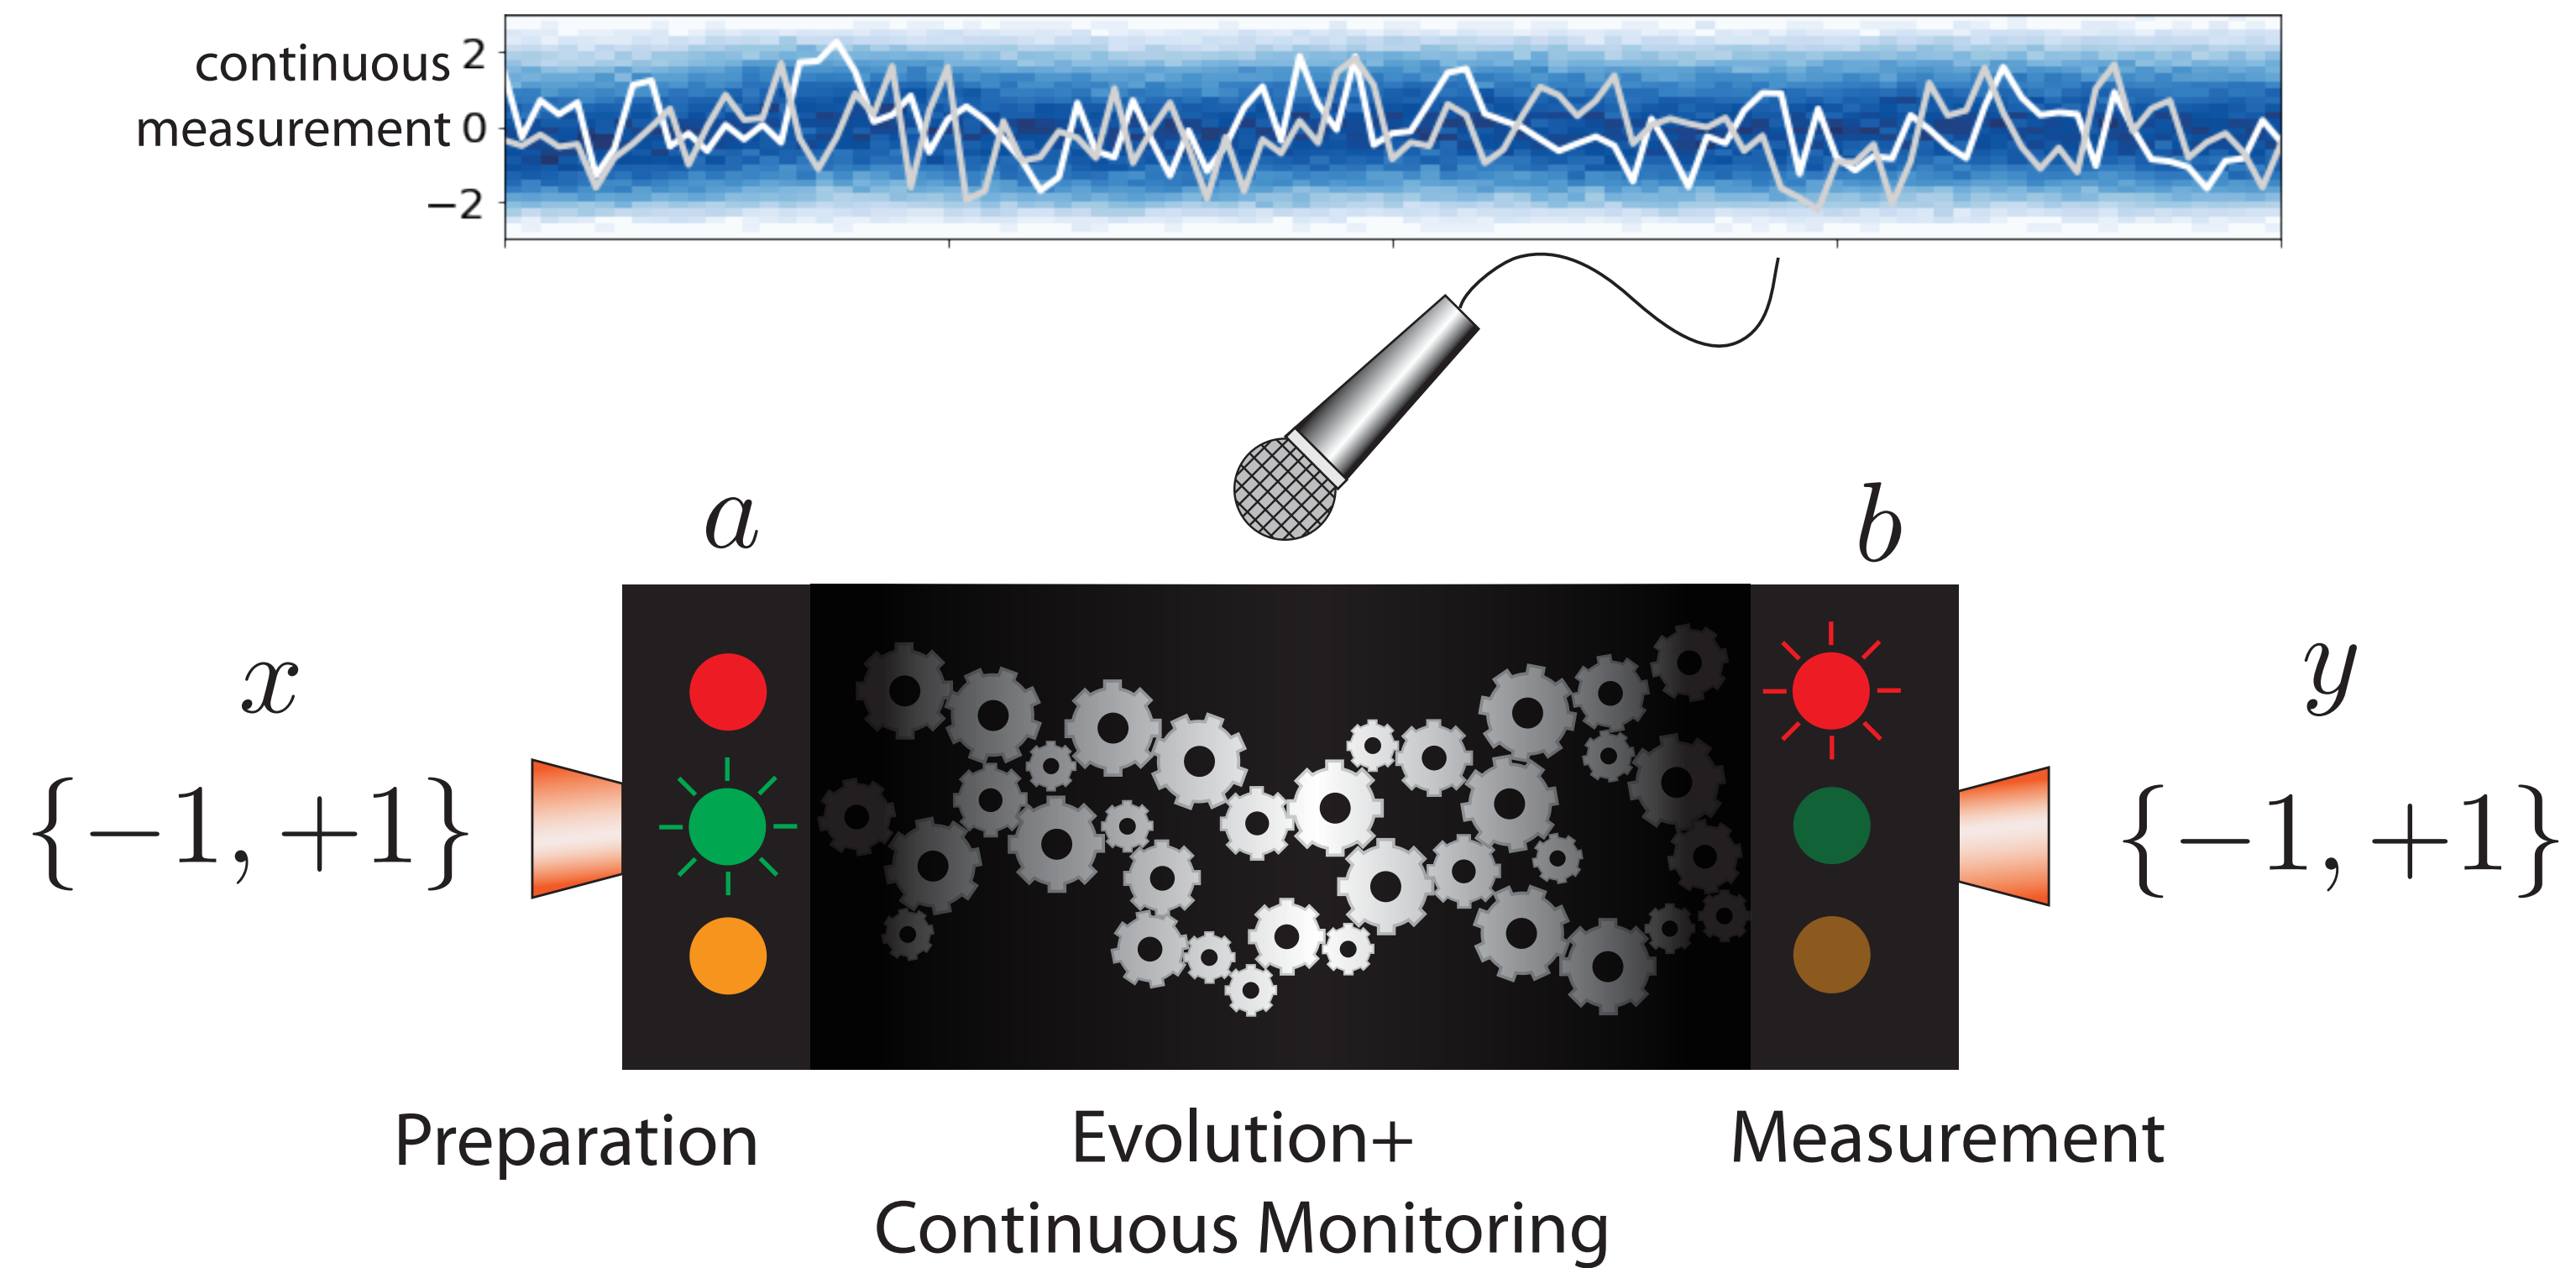 continuous
measurement
2
0
−2
a
b
x
{−1, +1}
y
{−1, +1}
Preparation
Evolution+
Continuous Monitoring
Measurement